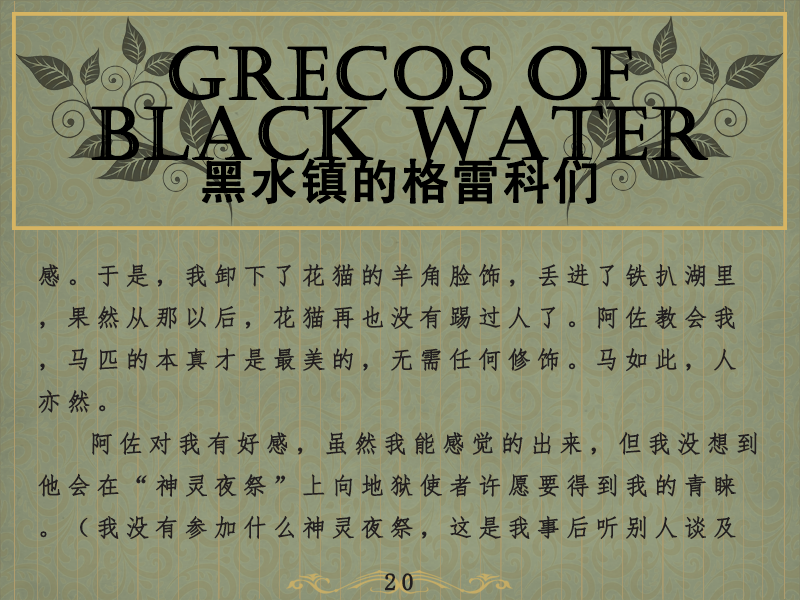 GRECOS OF
BLACK WATER
黑水镇的格雷科们
感。于是，我卸下了花猫的羊角脸饰，丢进了铁扒湖里
，果然从那以后，花猫再也没有踢过人了。阿佐教会我
，马匹的本真才是最美的，无需任何修饰。马如此，人
亦然。
阿佐对我有好感，虽然我能感觉的出来，但我没想到
他会在“神灵夜祭”上向地狱使者许愿要得到我的青睐
。（我没有参加什么神灵夜祭，这是我事后听别人谈及
20